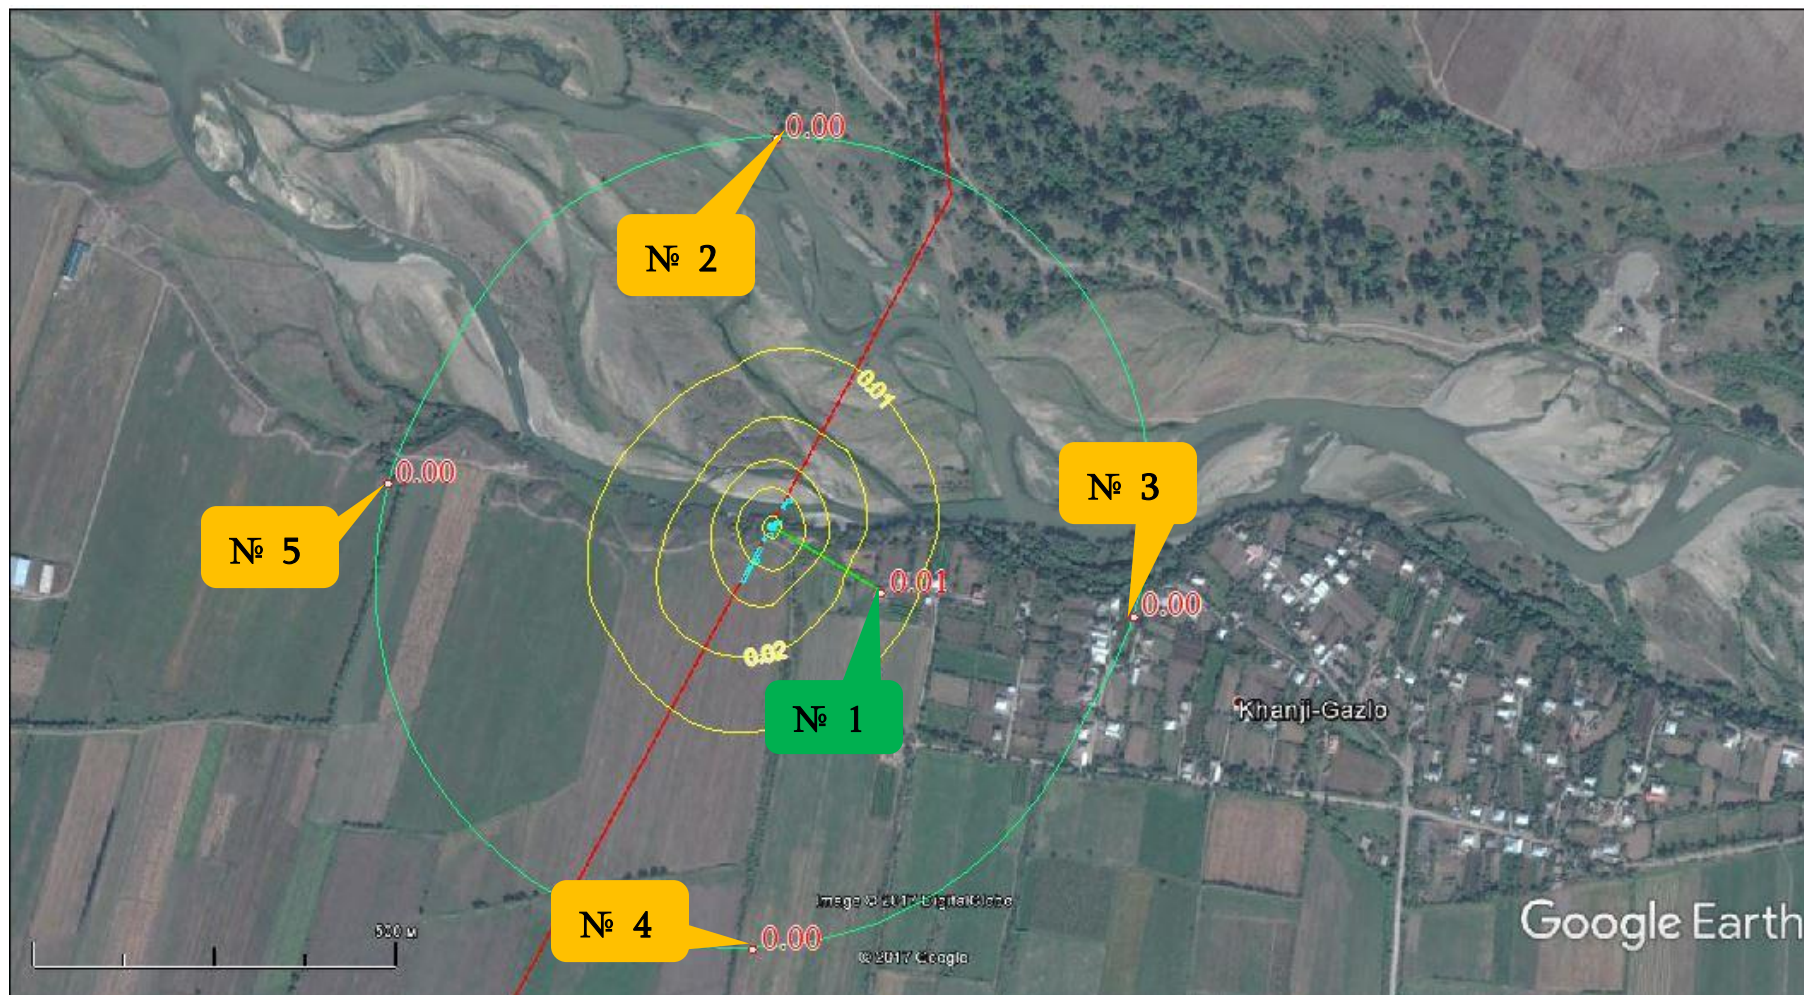 0.00
№ 2
0.01
0.00
№ 3
№ 5
0.01
0.00
0.02
№ 1
Khanji-Gazlo
Image © 2017 DigitalGlobe
Google Earth
500 м
№ 4
0.00
© 2017 Google